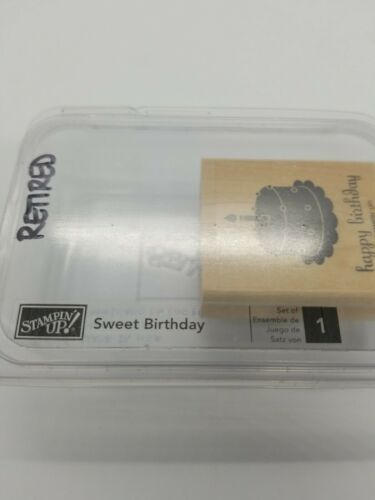 RETIRED
happy birthday
STAMPIN' UP!
Sweet Birthday
Set of
Ensemble de
Juego de
Satz von
1